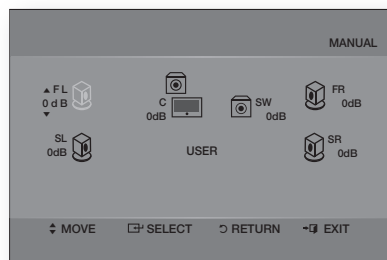 MANUAL
FL
0dB
C
0dB
SW
0dB
FR
0dB
SL
0dB
USER
SR
0dB
MOVE SELECT RETURN EXIT